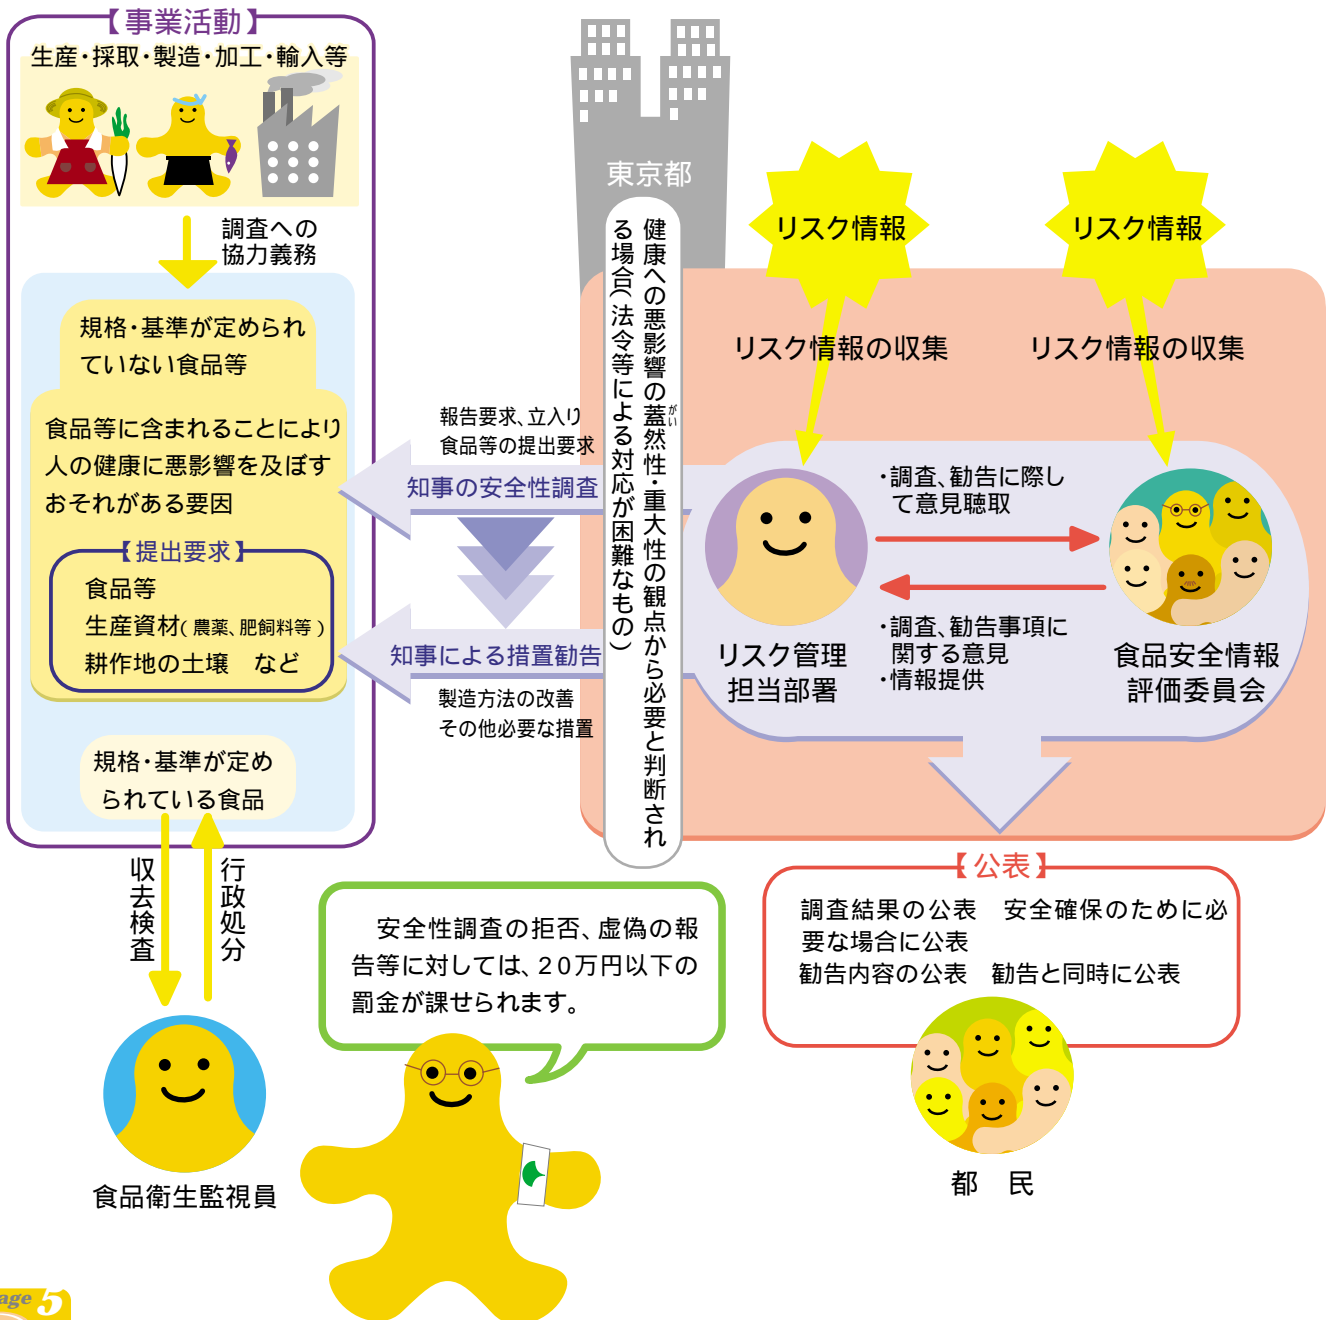 【事業活動】
生産・採取・製造・加工・輸入等
調査への
協力義務
規格・基準が定められ
ていない食品等
食品等に含まれることにより
人の健康に悪影響を及ぼす
おそれがある要因
【提出要求】
食品等
生産資材（農薬、肥飼料等）
耕作地の土壌　など
規格・基準が定め
られている食品
収去検査
行政処分
食品衛生監視員
報告要求、立入り
食品等の提出要求
知事の安全性調査
知事による措置勧告
製造方法の改善
その他必要な措置
東京都
健康への悪影響の蓋然性・重大性の観点から必要と判断され
がい
る場合（法令等による対応が困難なもの）
リスク情報
リスク情報
リスク情報の収集
リスク情報の収集
・調査、勧告に際し
て意見聴取
・調査、勧告事項に
関する意見
・情報提供
リスク管理
担当部署
食品安全情報
評価委員会
【公表】
調査結果の公表　安全確保のために必
要な場合に公表
勧告内容の公表　勧告と同時に公表
都　民
安全性調査の拒否、虚偽の報
告等に対しては、20万円以下の
罰金が課せられます。
age 5